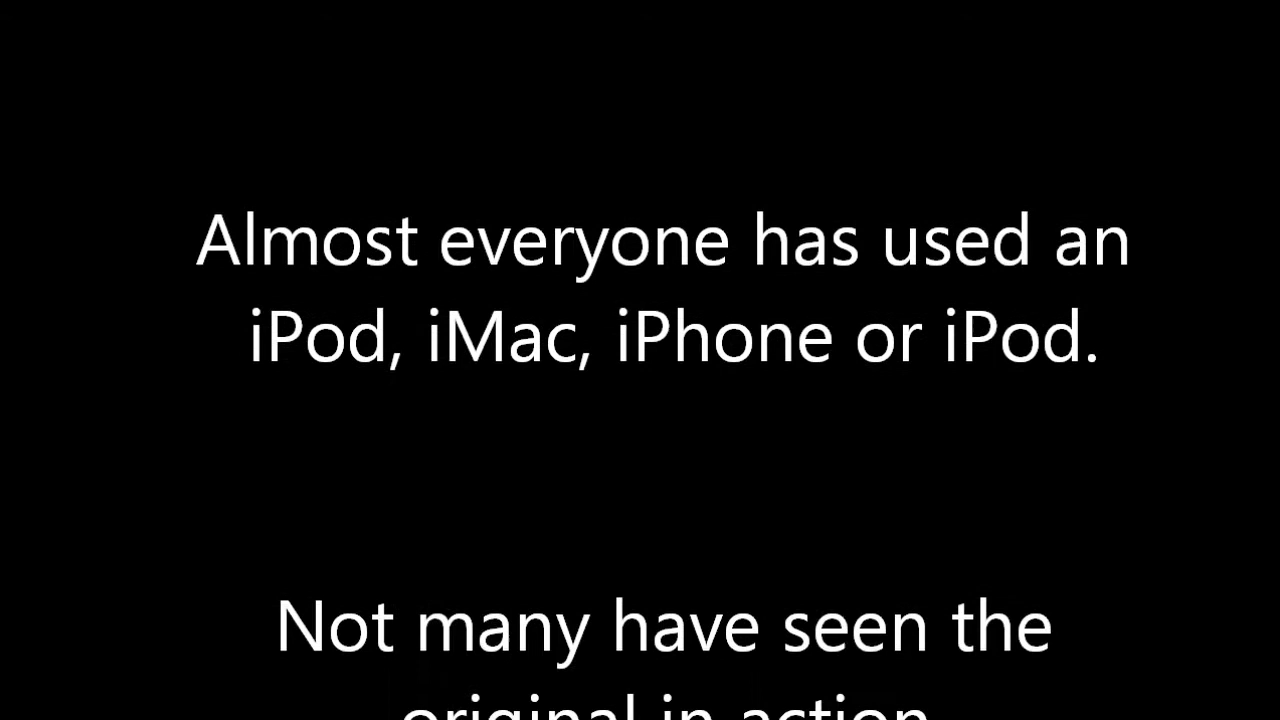 Almost everyone has used an
iPod, iMac, iPhone or iPod.
Not many have seen the
original in action